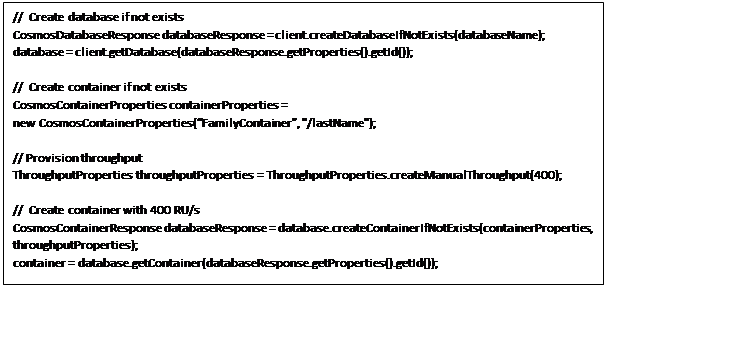 // Create database if not exists
CosmosDatabaseResponse databaseResponse = client.createDatabaseIfNotExists(databaseName);
database = client.getDatabase(databaseResponse.getProperties().getId());
// Create container if not exists
CosmosContainerProperties containerProperties =
new CosmosContainerProperties("FamilyContainer", "/lastName");
// Provision throughput
ThroughputProperties throughputProperties = ThroughputProperties.createManualThroughput(400);
// Create container with 400 RU/s
CosmosContainerResponse databaseResponse = database.createContainerIfNotExists(containerProperties,
throughputProperties);
container = database.getContainer(databaseResponse.getProperties().getId());